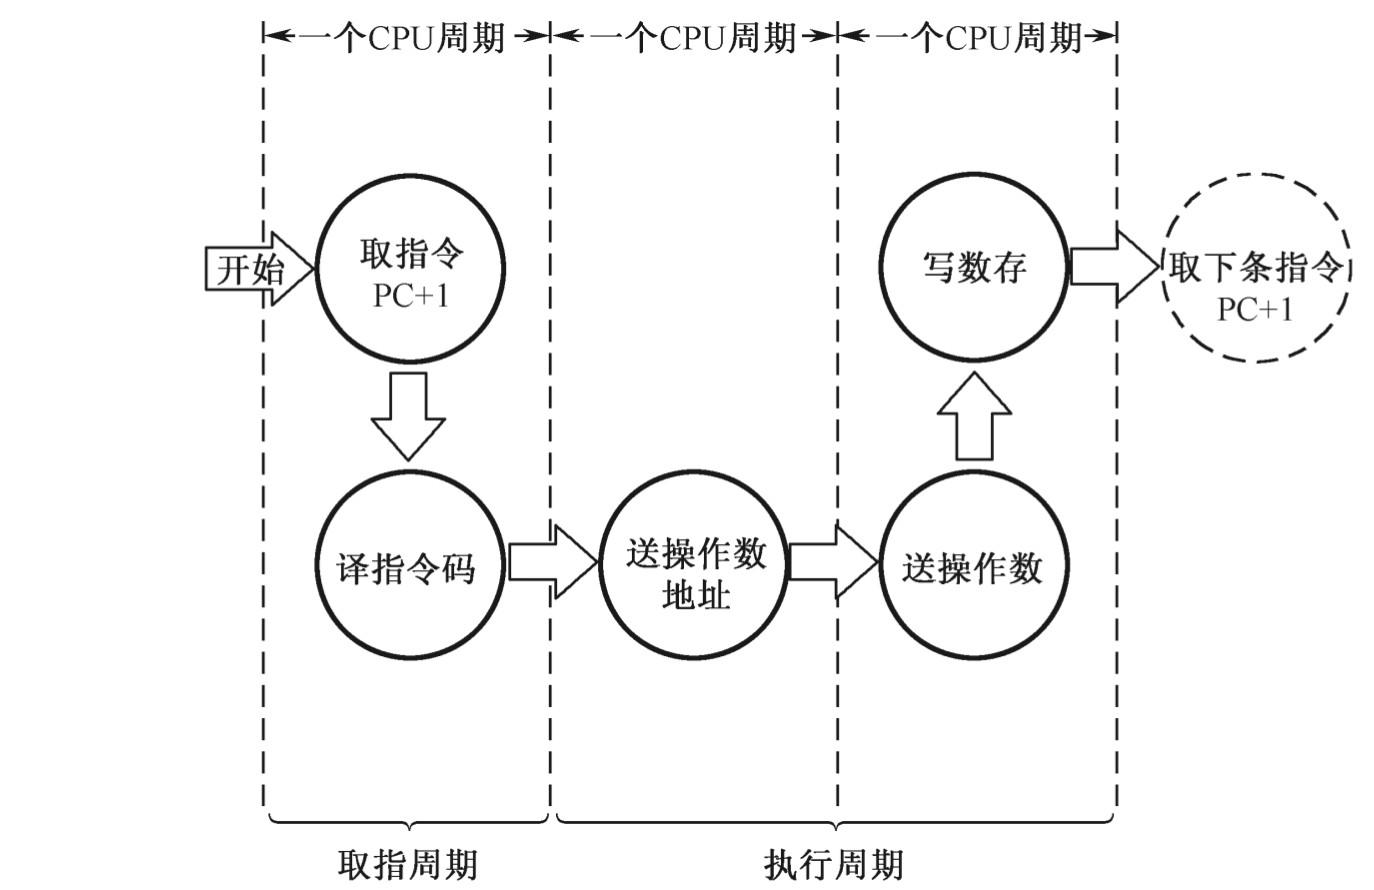 一个CPU周期
一个CPU周期
一个CPU周期
开始
取指令
PC+1
译指令码
送操作数
地址
送操作数
写数存
取下条指令
PC+1
取指周期
执行周期